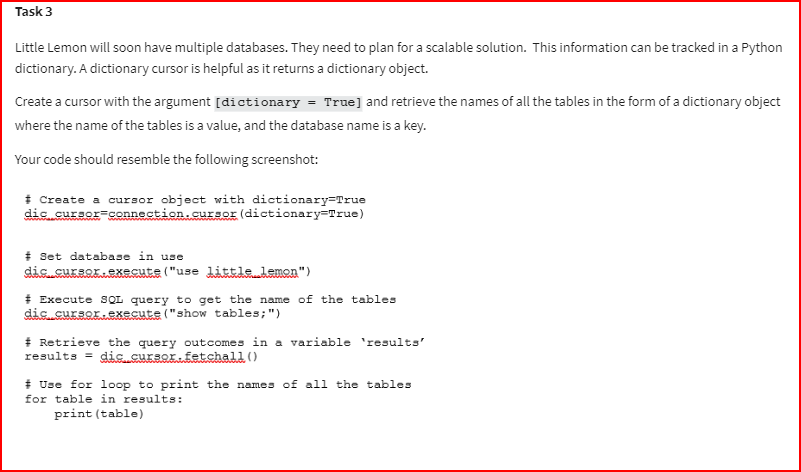 Task 3
Little Lemon will soon have multiple databases. They need to plan for a scalable solution.  This information can be tracked in a Python
dictionary. A dictionary cursor is helpful as it returns a dictionary object.
Create a cursor with the argument [dictionary = True] and retrieve the names of all the tables in the form of a dictionary object
where the name of the tables is a value, and the database name is a key.
Your code should resemble the following screenshot:
# Create a cursor object with dictionary=True
dic_cursor=connection.cursor(dictionary=True)
# Set database in use
dic_cursor.execute("use little_lemon")
# Execute SQL query to get the name of the tables
dic_cursor.execute("show tables;")
# Retrieve the query outcomes in a variable ‘results’
results = dic_cursor.fetchall()
# Use for loop to print the names of all the tables
for table in results:
    print(table)